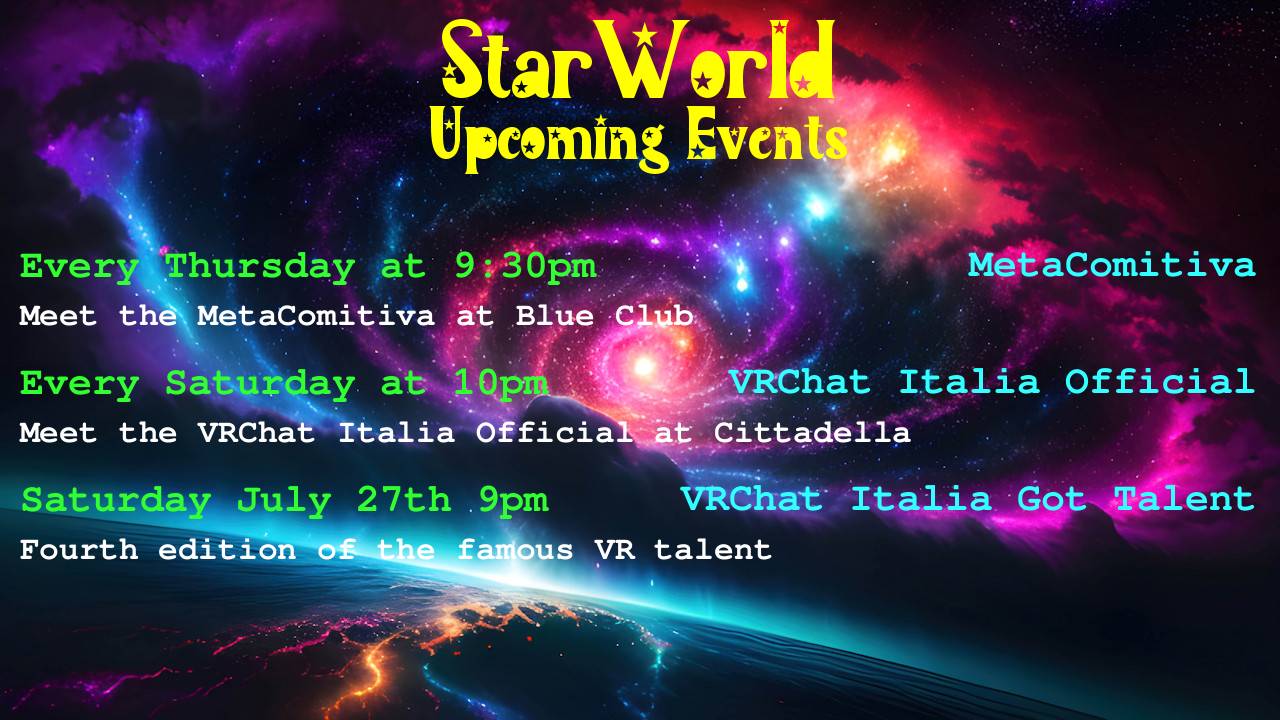 Star World
Upcoming Events
Every Thursday at 9:30pm MetaComitiva
Meet the MetaComitiva at Blue Club
Every Saturday at 10pm VRChat Italia Official
Meet the VRChat Italia Official at Cittadella
Saturday July 27th 9pm VRChat Italia Got Talent
Fourth edition of the famous VR talent